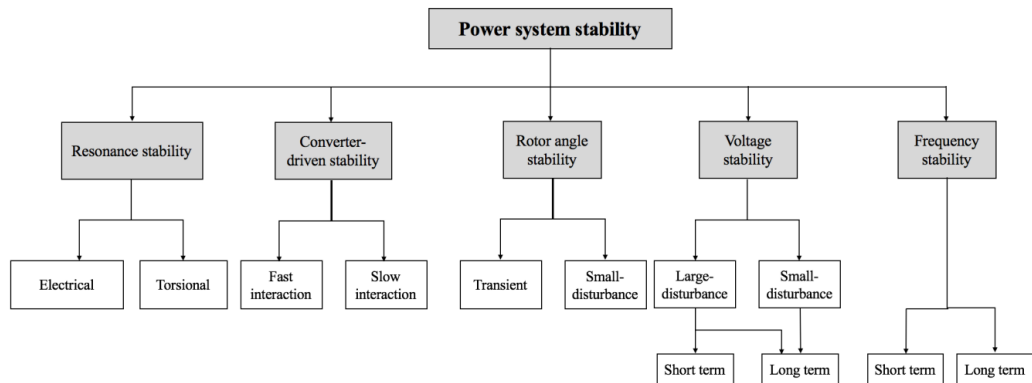 Power system stability
Resonance stability
Converter-
driven stability
Rotor angle
stability
Voltage
stability
Frequency
stability
Electrical
Torsional
Fast
interaction
Slow
interaction
Transient
Small-
disturbance
Large-
disturbance
Small-
disturbance
Short term
Long term
Short term
Long term